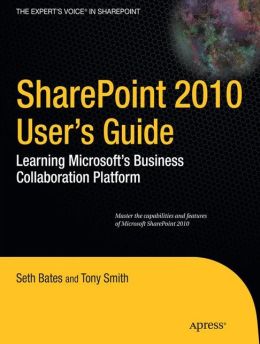 THE EXPERT'S VOICE® IN SHAREPOINT
SharePoint 2010
User's Guide
Learning Microsoft's Business
Collaboration Platform
Master the capabilities and features
of Microsoft SharePoint 2010
Seth Bates and Tony Smith
Apress®